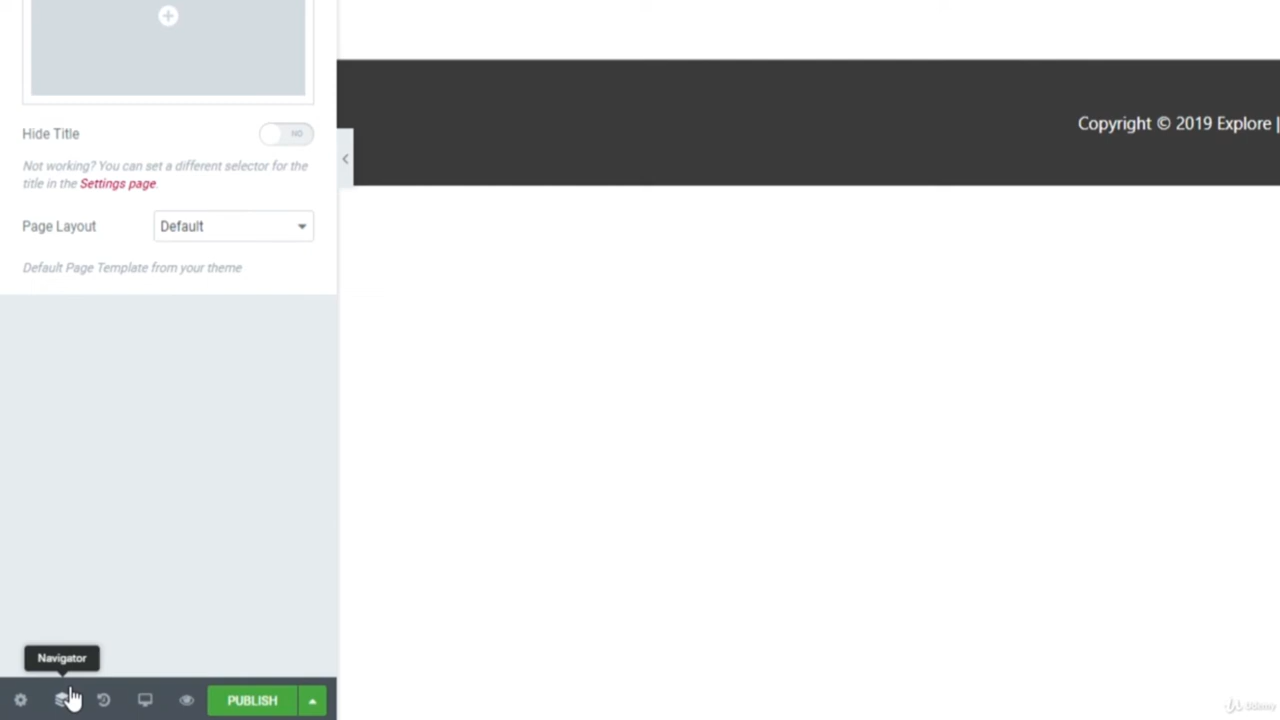 Copyright © 2019 Explore |
Hide Title
NO
Not working? You can set a different selector for the
title in the Settings page.
Page Layout
Default
Default Page Template from your theme
Navigator
PUBLISH
Udemy